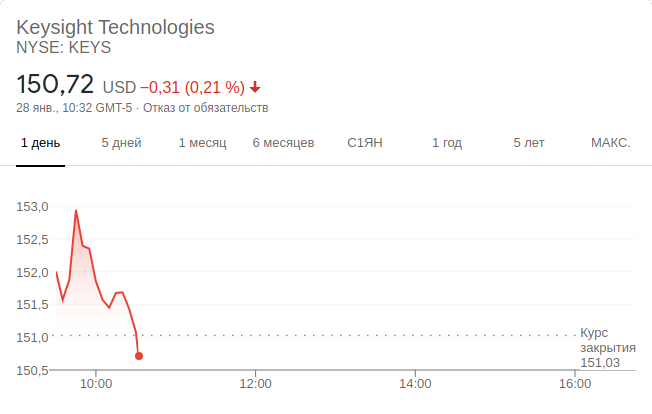 Keysight Technologies
NYSE: KEYS
150,72 USD −0,31 (0,21 %)
28 янв., 10:32 GMT-5 · Отказ от обязательств
1 день 5 дней 1 месяц 6 месяцев С1ЯН 1 год 5 лет МАКС.
153,0
152,5
152,0
151,5
151,0
150,5
Курс
закрытия
151,03
10:00 12:00 14:00 16:00